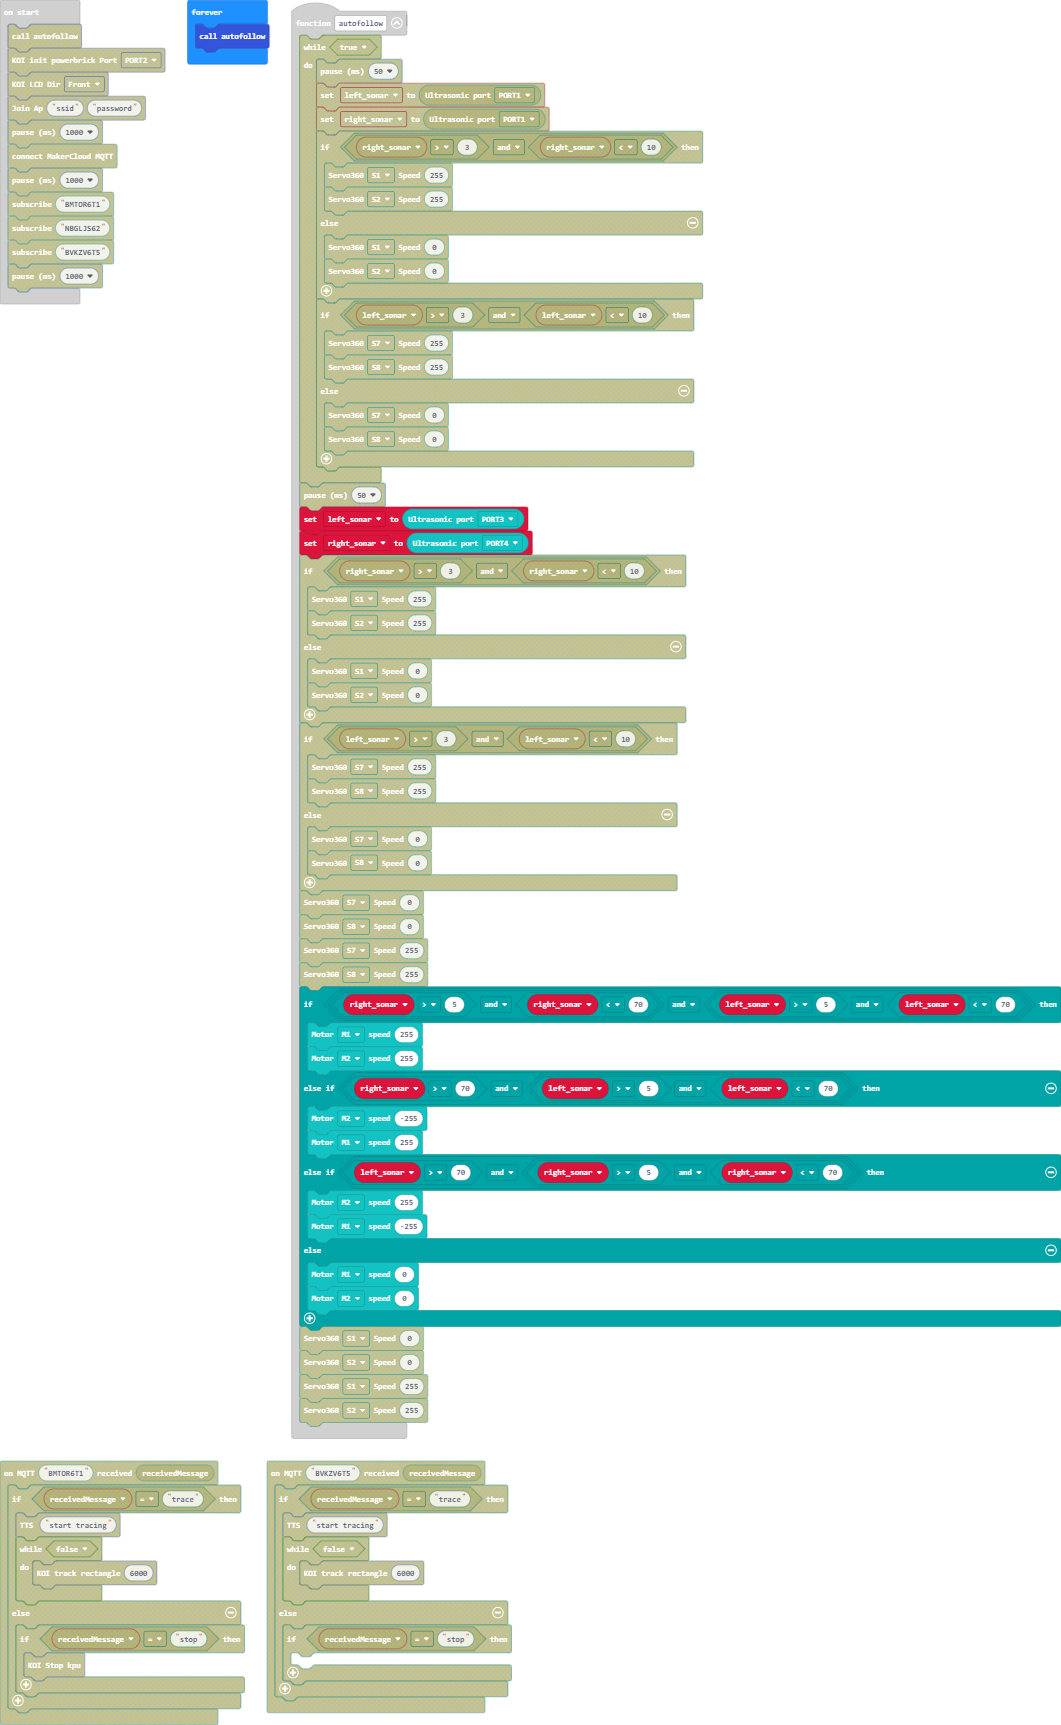 on start
call autofollow
KOI init powerbrick Port PORT2
KOI LCD Dir Front
Join Ap "ssid" "password"
pause (ms) 1000
connect MakerCloud MQTT
pause (ms) 1000
subscribe "BMTOR6T1"
subscribe "NBGLJ562"
subscribe "BVKZV6T5"
pause (ms) 1000
forever
call autofollow
function autofollow
while true
do
pause (ms) 50
set left_sonar to Ultrasonic port PORT1
set right_sonar to Ultrasonic port PORT1
if right_sonar > 3 and right_sonar < 10 then
Servo360 S1 Speed 255
Servo360 S2 Speed 255
else
Servo360 S1 Speed 0
Servo360 S2 Speed 0
if left_sonar > 3 and left_sonar < 10 then
Servo360 S7 Speed 255
Servo360 S8 Speed 255
else
Servo360 S7 Speed 0
Servo360 S8 Speed 0
pause (ms) 50
set left_sonar to Ultrasonic port PORT3
set right_sonar to Ultrasonic port PORT4
if right_sonar > 3 and right_sonar < 10 then
Servo360 S1 Speed 255
Servo360 S2 Speed 255
else
Servo360 S1 Speed 0
Servo360 S2 Speed 0
if left_sonar > 3 and left_sonar < 10 then
Servo360 S7 Speed 255
Servo360 S8 Speed 255
else
Servo360 S7 Speed 0
Servo360 S8 Speed 0
Servo360 S7 Speed 0
Servo360 S8 Speed 0
Servo360 S7 Speed 255
Servo360 S8 Speed 255
if right_sonar > 5 and right_sonar < 70 and left_sonar > 5 and left_sonar < 70 then
Motor M1 speed 255
Motor M2 speed 255
else if right_sonar > 70 and left_sonar > 5 and left_sonar < 70 then
Motor M2 speed -255
Motor M1 speed 255
else if left_sonar > 70 and right_sonar > 5 and right_sonar < 70 then
Motor M2 speed 255
Motor M1 speed -255
else
Motor M1 speed 0
Motor M2 speed 0
Servo360 S1 Speed 0
Servo360 S2 Speed 0
Servo360 S1 Speed 255
Servo360 S2 Speed 255
on MQTT "BMTOR6T1" received receivedMessage
if receivedMessage = "trace" then
TTS "start tracing"
while false
do KOI track rectangle 6000
else
if receivedMessage = "stop" then
KOI Stop kpu
on MQTT "BVKZV6T5" received receivedMessage
if receivedMessage = "trace" then
TTS "start tracing"
while false
do KOI track rectangle 6000
else
if receivedMessage = "stop" then